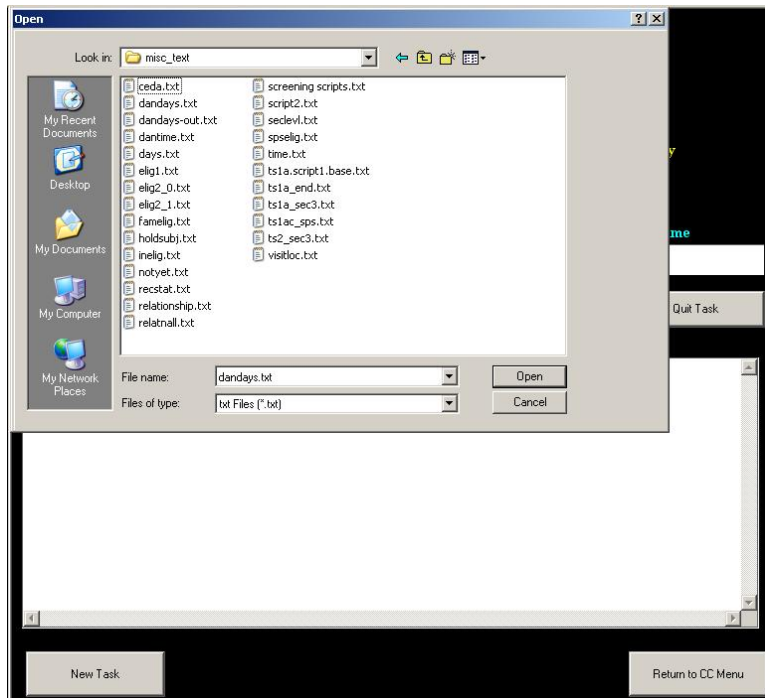 Open
Look in: misc_text
My Recent Documents
Desktop
My Documents
My Computer
My Network Places
ceda.txt
dandays.txt
dandays-out.txt
dantime.txt
days.txt
elig1.txt
elig2_0.txt
elig2_1.txt
famelig.txt
holdsubj.txt
inelig.txt
notyet.txt
recstat.txt
relationship.txt
relatnall.txt
screening scripts.txt
script2.txt
seclevl.txt
spselig.txt
time.txt
ts1a.script1.base.txt
ts1a_end.txt
ts1a_sec3.txt
ts1ac_sps.txt
ts2_sec3.txt
visitloc.txt
File name: dandays.txt Open
Files of type: txt Files (*.txt) Cancel
y
me
Quit Task
New Task Return to CC Menu